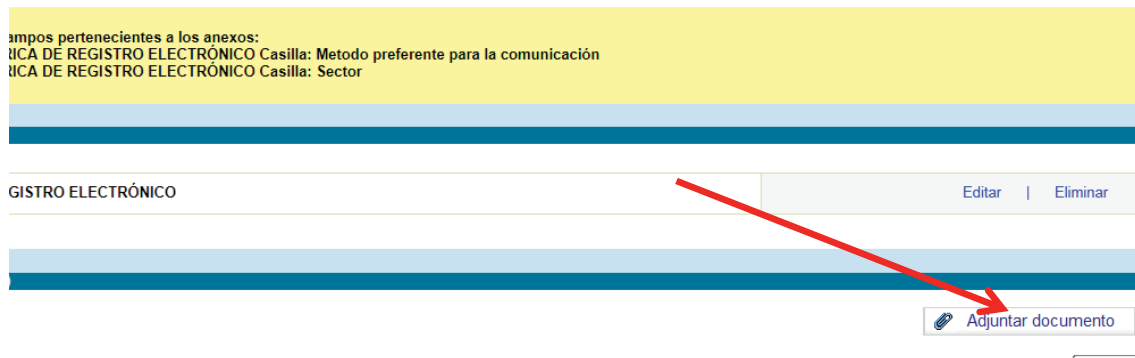 ampos pertenecientes a los anexos:
RICA DE REGISTRO ELECTRÓNICO Casilla: Metodo preferente para la comunicación
RICA DE REGISTRO ELECTRÓNICO Casilla: Sector
GISTRO ELECTRÓNICO
Editar | Eliminar
Adjuntar documento